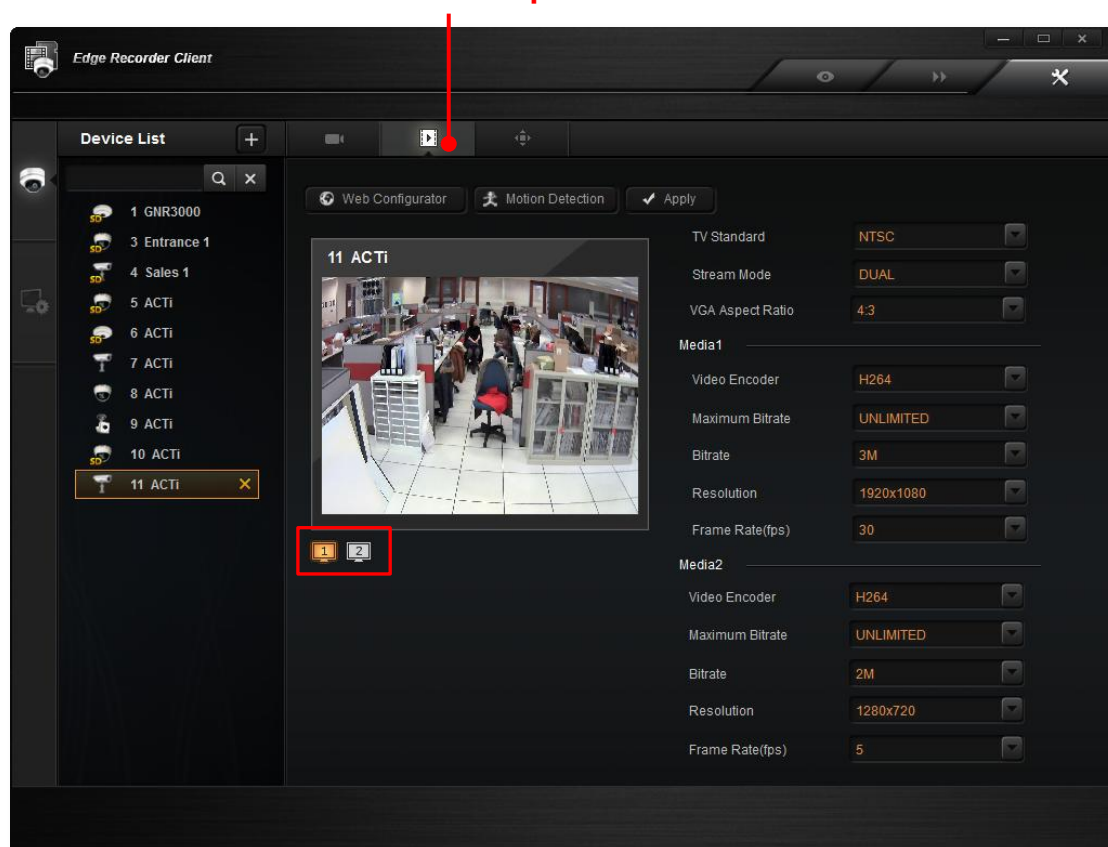 Edge Recorder Client
Device List
Web Configurator Motion Detection Apply
1 GNR3000
3 Entrance 1
4 Sales 1
5 ACTi
6 ACTi
7 ACTi
8 ACTi
9 ACTi
10 ACTi
11 ACTi
11 ACTi
1 2
TV Standard NTSC
Stream Mode DUAL
VGA Aspect Ratio 4:3
Media1
Video Encoder H264
Maximum Bitrate UNLIMITED
Bitrate 3M
Resolution 1920x1080
Frame Rate(fps) 30
Media2
Video Encoder H264
Maximum Bitrate UNLIMITED
Bitrate 2M
Resolution 1280x720
Frame Rate(fps) 5